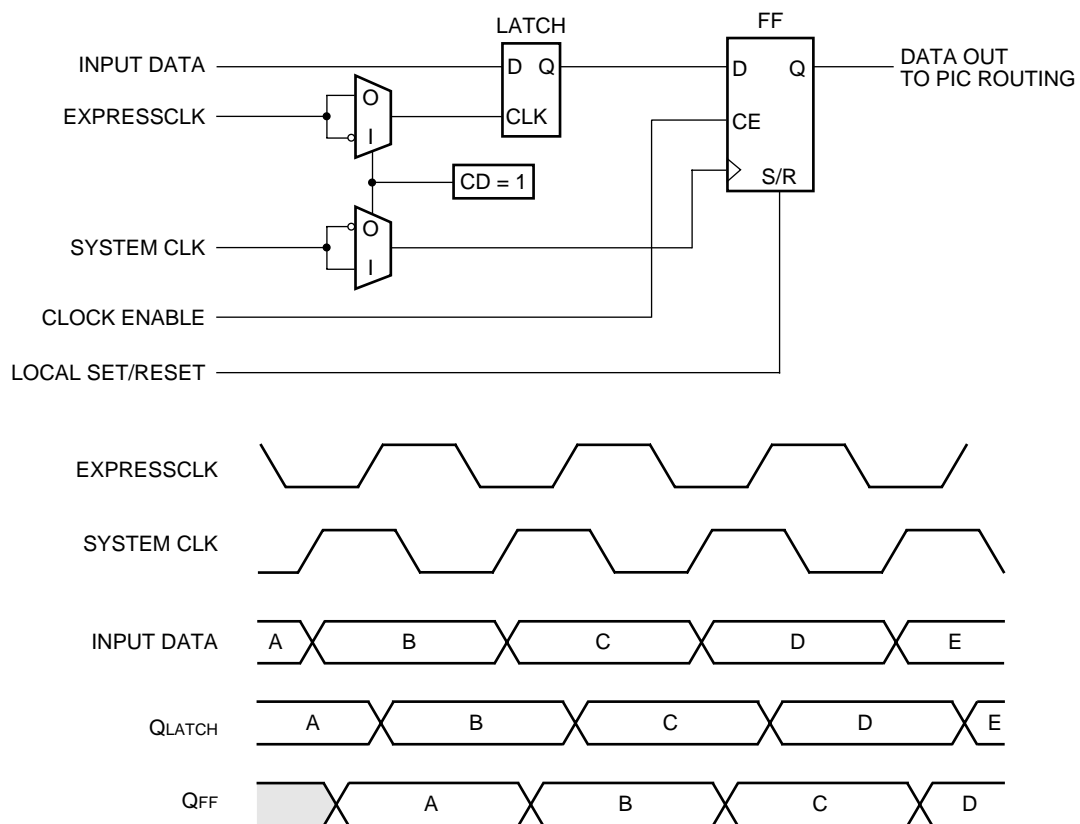 LATCH
FF
INPUT DATA
D Q
D Q
DATA OUT
TO PIC ROUTING
EXPRESSCLK
O
I
CLK
CE
CD = 1
S/R
SYSTEM CLK
O
I
CLOCK ENABLE
LOCAL SET/RESET
EXPRESSCLK
SYSTEM CLK
INPUT DATA A B C D E
QLATCH A B C D E
QFF A B C D